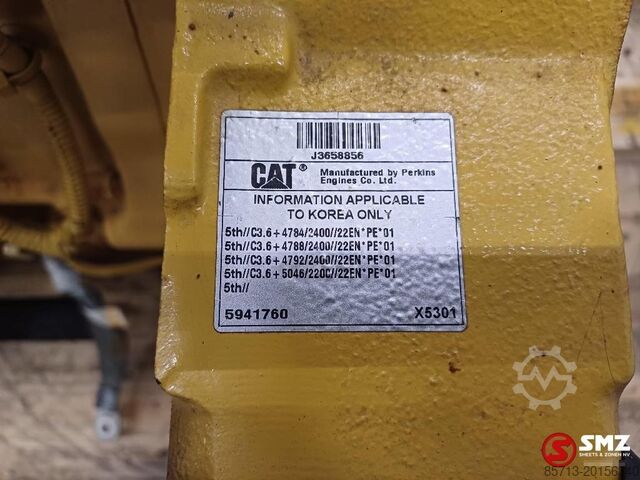 J3658856
CAT® Manufactured by Perkins
Engines Co. Ltd.
INFORMATION APPLICABLE
TO KOREA ONLY
5th//C3.6+4784/2400//22EN*PE*01
5th//C3.6+4788/2400//22EN*PE*01
5th//C3.6+4792/2400//22EN*PE*01
5th//C3.6+5046/2200//22EN*PE*01
5th//
5941760 X5301
SMZ
SHEETS & ZONEN NV